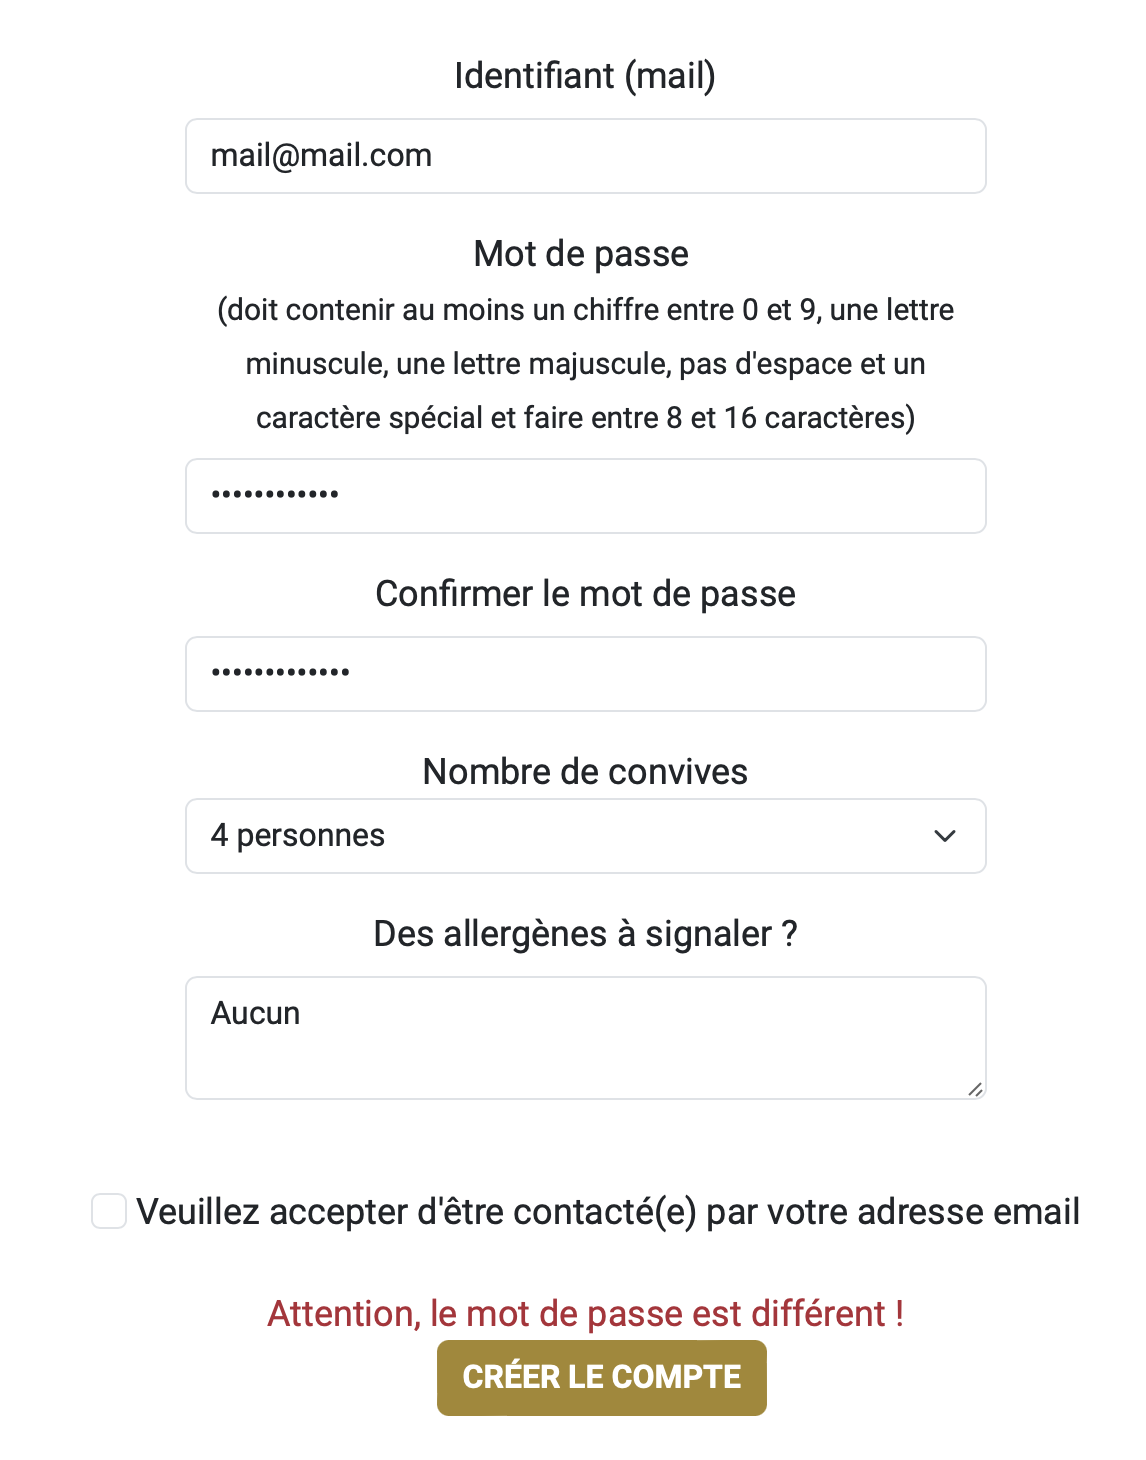 Identifiant (mail)
mail@mail.com
Mot de passe
(doit contenir au moins un chiffre entre 0 et 9, une lettre
minuscule, une lettre majuscule, pas d'espace et un
caractère spécial et faire entre 8 et 16 caractères)
••••••••••••
•••••••••••••
Confirmer le mot de passe
Nombre de convives
4 personnes
Des allergènes à signaler ?
Aucun
Veuillez accepter d'être contacté(e) par votre adresse email
Attention, le mot de passe est différent !
CRÉER LE COMPTE